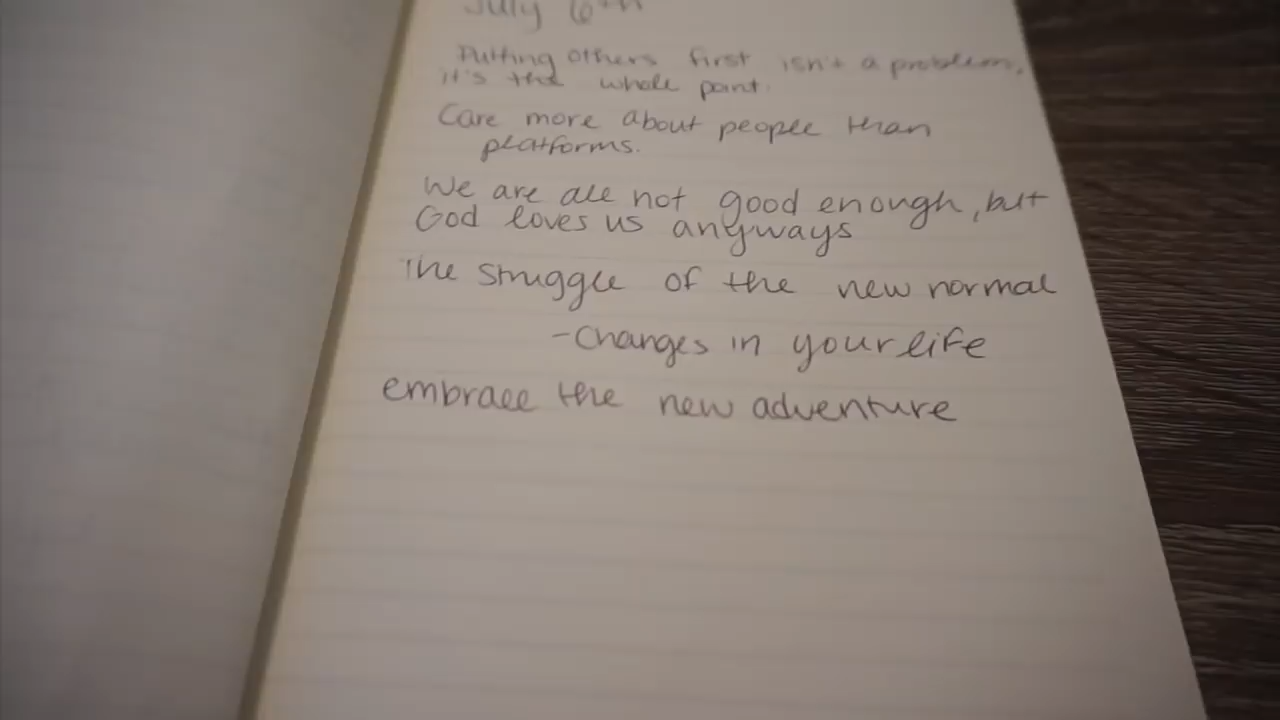 July 6th
Putting others first isn't a problem,
it's the whole point.
Care more about people than
platforms.
We are all not good enough, but
God loves us anyways
The struggle of the new normal
- Changes in your life
embrace the new adventure